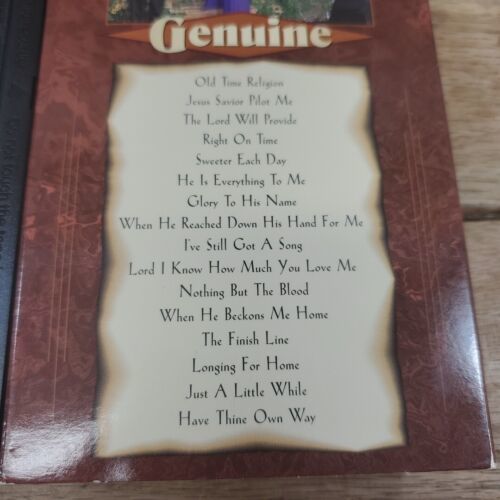 Genuine
Old Time Religion
Jesus Savior Pilot Me
The Lord Will Provide
Right On Time
Sweeter Each Day
He Is Everything To Me
Glory To His Name
When He Reached Down His Hand For Me
I've Still Got A Song
Lord I Know How Much You Love Me
Nothing But The Blood
When He Beckons Me Home
The Finish Line
Longing For Home
Just A Little While
Have Thine Own Way